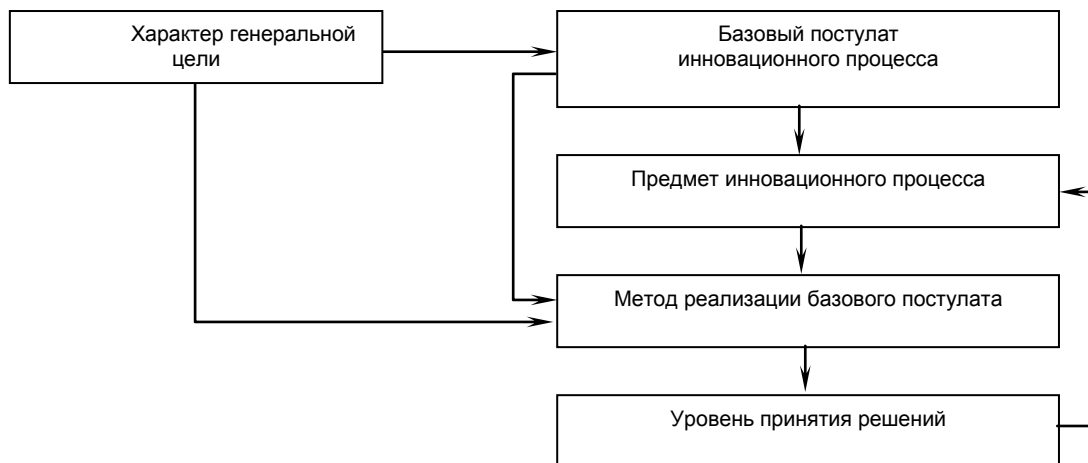 Характер генеральной
цели
Базовый постулат
инновационного процесса
Предмет инновационного процесса
Метод реализации базового постулата
Уровень принятия решений